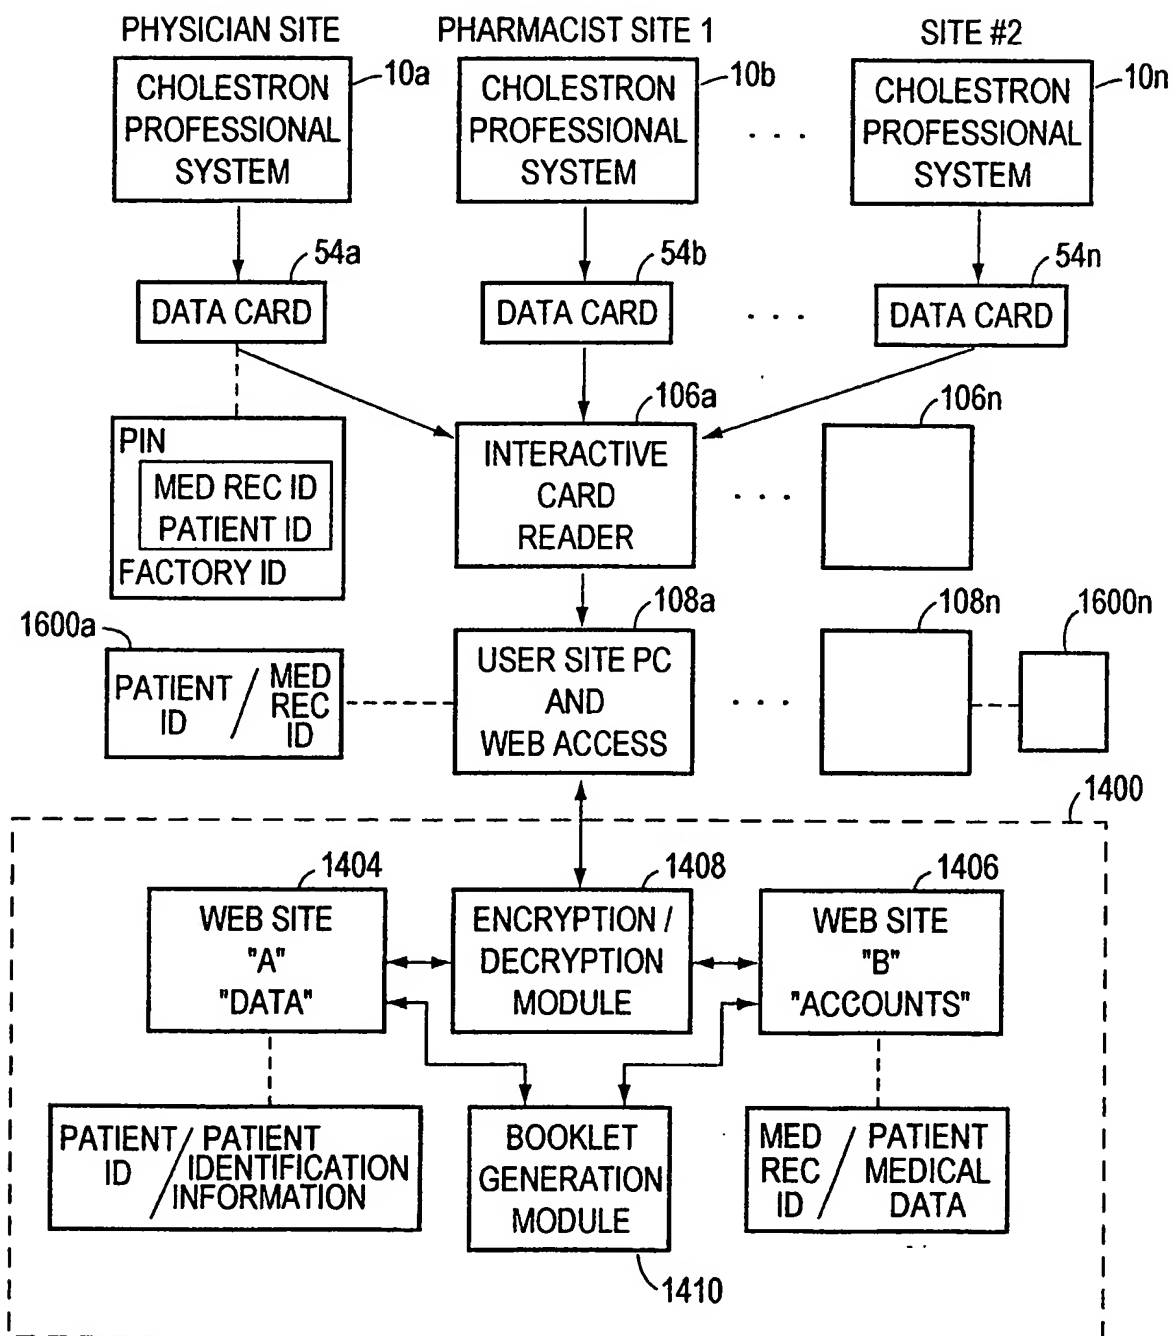 PHYSICIAN SITE
PHARMACIST SITE 1
SITE #2
CHOLESTRON
PROFESSIONAL
SYSTEM
10a
CHOLESTRON
PROFESSIONAL
SYSTEM
10b
. . .
CHOLESTRON
PROFESSIONAL
SYSTEM
10n
54a
DATA CARD
54b
DATA CARD
. . .
54n
DATA CARD
PIN
MED REC ID
PATIENT ID
FACTORY ID
106a
INTERACTIVE
CARD
READER
. . .
106n
1600a
PATIENT
ID
/
MED
REC
ID
108a
USER SITE PC
AND
WEB ACCESS
. . .
108n
1600n
1400
1404
WEB SITE
"A"
"DATA"
1408
ENCRYPTION /
DECRYPTION
MODULE
1406
WEB SITE
"B"
"ACCOUNTS"
PATIENT
ID
/
PATIENT
IDENTIFICATION
INFORMATION
BOOKLET
GENERATION
MODULE
1410
MED
REC
ID
/
PATIENT
MEDICAL
DATA